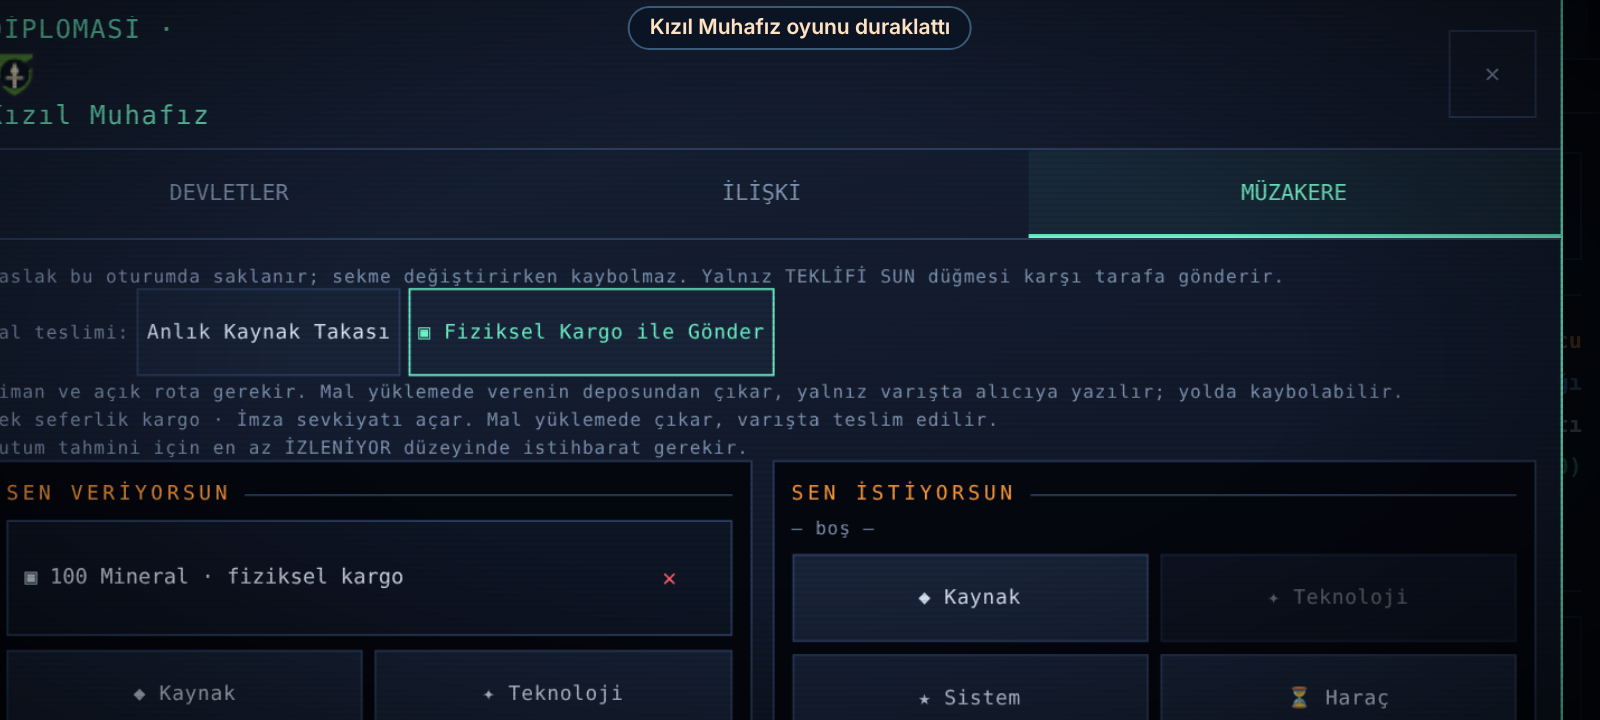 DİPLOMASİ ·
Kızıl Muhafız oyunu duraklattı
×
Kızıl Muhafız
DEVLETLER
İLİŞKİ
MÜZAKERE
aslak bu oturumda saklanır; sekme değiştirirken kaybolmaz. Yalnız TEKLİFİ SUN düğmesi karşı tarafa gönderir.
al teslimi: Anlık Kaynak Takası ▣ Fiziksel Kargo ile Gönder
iman ve açık rota gerekir. Mal yüklemede verenin deposundan çıkar, yalnız varışta alıcıya yazılır; yolda kaybolabilir.
ek seferlik kargo · İmza sevkiyatı açar. Mal yüklemede çıkar, varışta teslim edilir.
utum tahmini için en az İZLENİYOR düzeyinde istihbarat gerekir.
SEN VERİYORSUN
▣ 100 Mineral · fiziksel kargo ×
◆ Kaynak
✦ Teknoloji
SEN İSTİYORSUN
— boş —
◆ Kaynak
✦ Teknoloji
★ Sistem
⏳ Haraç